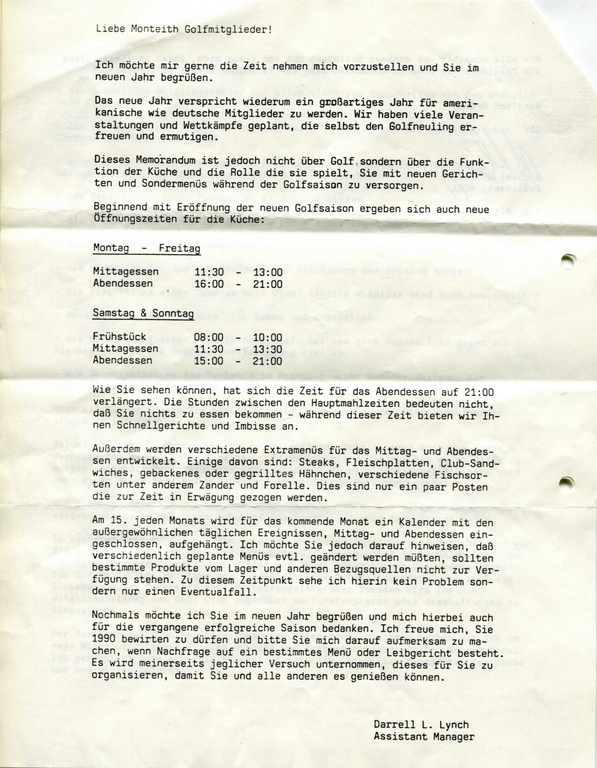 Liebe Monteith Golfmitglieder!
Ich möchte mir gerne die Zeit nehmen mich vorzustellen und Sie im
neuen Jahr begrüßen.
Das neue Jahr verspricht wiederum ein großartiges Jahr für ameri-
kanische wie deutsche Mitglieder zu werden. Wir haben viele Veran-
staltungen und Wettkämpfe geplant, die selbst den Golfneuling er-
freuen und ermutigen.
Dieses Memorandum ist jedoch nicht über Golf sondern über die Funk-
tion der Küche und die Rolle die sie spielt, Sie mit neuen Gerich-
ten und Sondermenüs während der Golfsaison zu versorgen.
Beginnend mit Eröffnung der neuen Golfsaison ergeben sich auch neue
Öffnungszeiten für die Küche:
Montag - Freitag
Mittagessen 11:30 - 13:00
Abendessen 16:00 - 21:00
Samstag & Sonntag
Frühstück 08:00 - 10:00
Mittagessen 11:30 - 13:30
Abendessen 15:00 - 21:00
Wie Sie sehen können, hat sich die Zeit für das Abendessen auf 21:00
verlängert. Die Stunden zwischen den Hauptmahlzeiten bedeuten nicht,
daß Sie nichts zu essen bekommen - während dieser Zeit bieten wir Ih-
nen Schnellgerichte und Imbisse an.
Außerdem werden verschiedene Extramenüs für das Mittag- und Abendes-
sen entwickelt. Einige davon sind: Steaks, Fleischplatten, Club-Sand-
wiches, gebackenes oder gegrilltes Hähnchen, verschiedene Fischsor-
ten unter anderem Zander und Forelle. Dies sind nur ein paar Posten
die zur Zeit in Erwägung gezogen werden.
Am 15. jeden Monats wird für das kommende Monat ein Kalender mit den
außergewöhnlichen täglichen Ereignissen, Mittag- und Abendessen ein-
geschlossen, aufgehängt. Ich möchte Sie jedoch darauf hinweisen, daß
verschiedenlich geplante Menüs evtl. geändert werden müßten, sollten
bestimmte Produkte vom Lager und anderen Bezugsquellen nicht zur Ver-
fügung stehen. Zu diesem Zeitpunkt sehe ich hierin kein Problem son-
dern nur einen Eventualfall.
Nochmals möchte ich Sie im neuen Jahr begrüßen und mich hierbei auch
für die vergangene erfolgreiche Saison bedanken. Ich freue mich, Sie
1990 bewirten zu dürfen und bitte Sie mich darauf aufmerksam zu ma-
chen, wenn Nachfrage auf ein bestimmtes Menü oder Leibgericht besteht.
Es wird meinerseits jeglicher Versuch unternommen, dieses für Sie zu
organisieren, damit Sie und alle anderen es genießen können.
Darrell L. Lynch
Assistant Manager